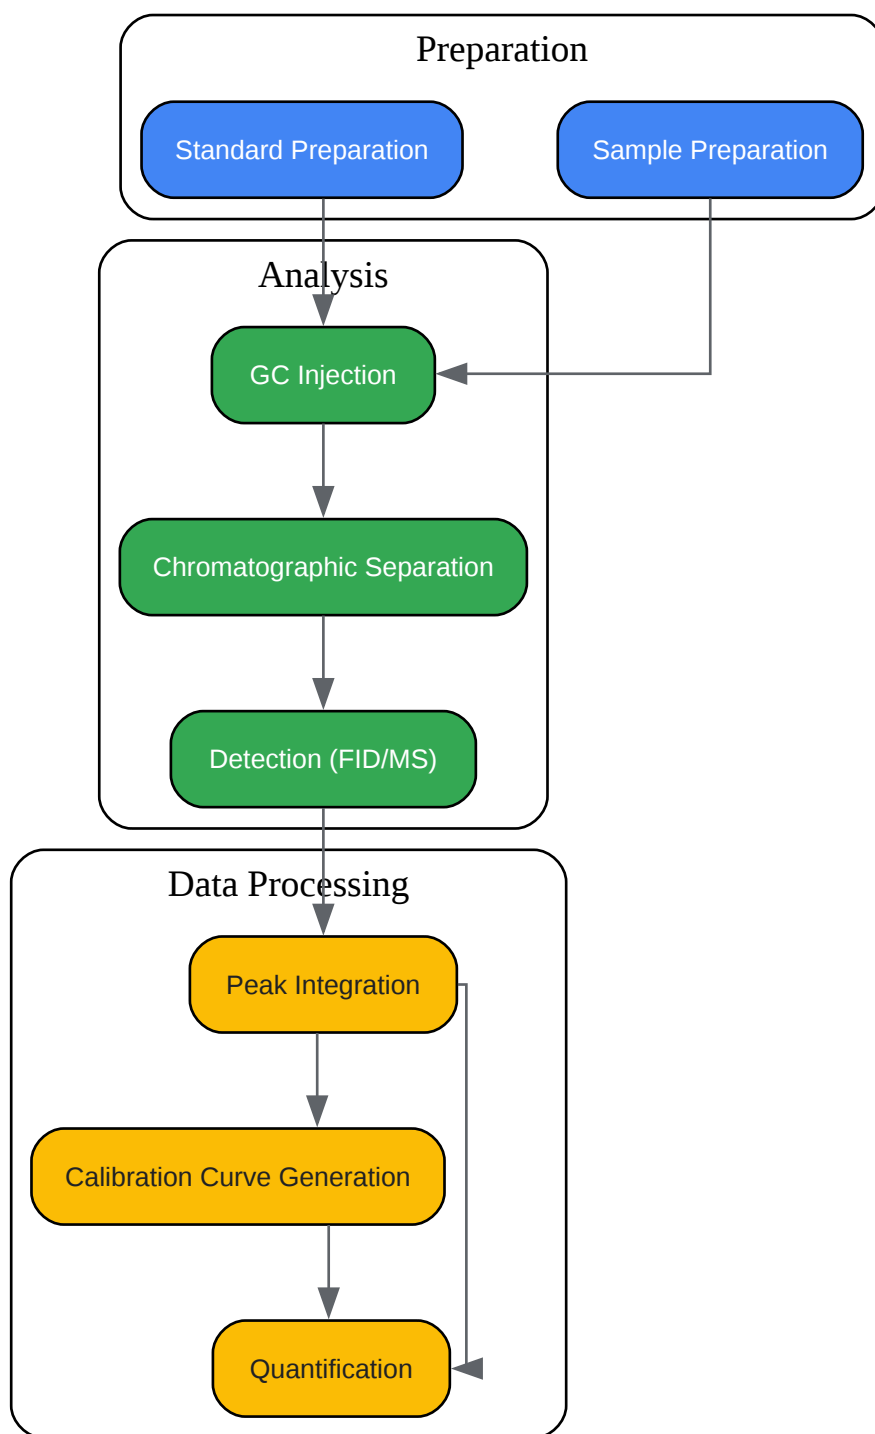 Preparation
Standard Preparation
Sample Preparation
Analysis
GC Injection
Chromatographic Separation
Detection (FID/MS)
Data Processing
Peak Integration
Calibration Curve Generation
Quantification